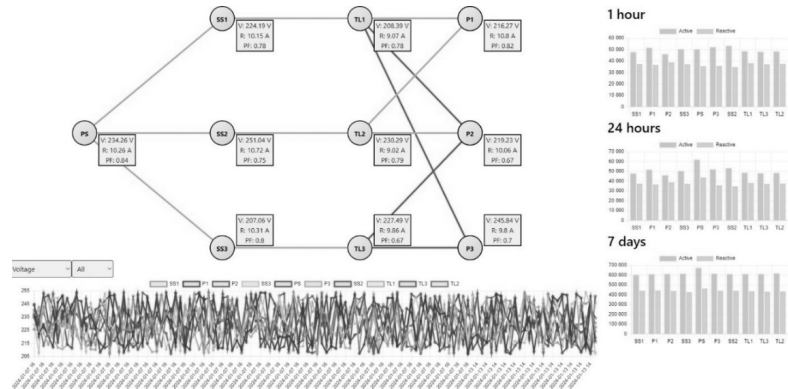 SS1
V: 224.19 V
R: 10.15 A
PF: 0.78
TL1
V: 208.39 V
R: 9.07 A
PF: 0.78
P1
V: 216.27 V
R: 10.8 A
PF: 0.82
PS
V: 234.26 V
R: 10.26 A
PF: 0.84
SS2
V: 251.04 V
R: 10.72 A
PF: 0.75
TL2
V: 230.29 V
R: 9.02 A
PF: 0.79
P2
V: 219.23 V
R: 10.06 A
PF: 0.67
SS3
V: 207.06 V
R: 10.31 A
PF: 0.8
TL3
V: 227.49 V
R: 9.86 A
PF: 0.67
P3
V: 245.84 V
R: 9.8 A
PF: 0.7
Voltage
All
SS1 P1 P2 SS3 PS P3 SS2 TL1 TL3 TL2
255
245
235
225
215
205
1 hour
Active Reactive
60 000
50 000
40 000
30 000
20 000
10 000
0
SS1 P1 P2 SS3 PS P3 SS2 TL1 TL3 TL2
24 hours
Active Reactive
70 000
60 000
50 000
40 000
30 000
20 000
10 000
0
SS1 P1 P2 SS3 PS P3 SS2 TL1 TL3 TL2
7 days
Active Reactive
700 000
600 000
500 000
400 000
300 000
200 000
100 000
0
SS1 P1 P2 SS3 PS P3 SS2 TL1 TL3 TL2